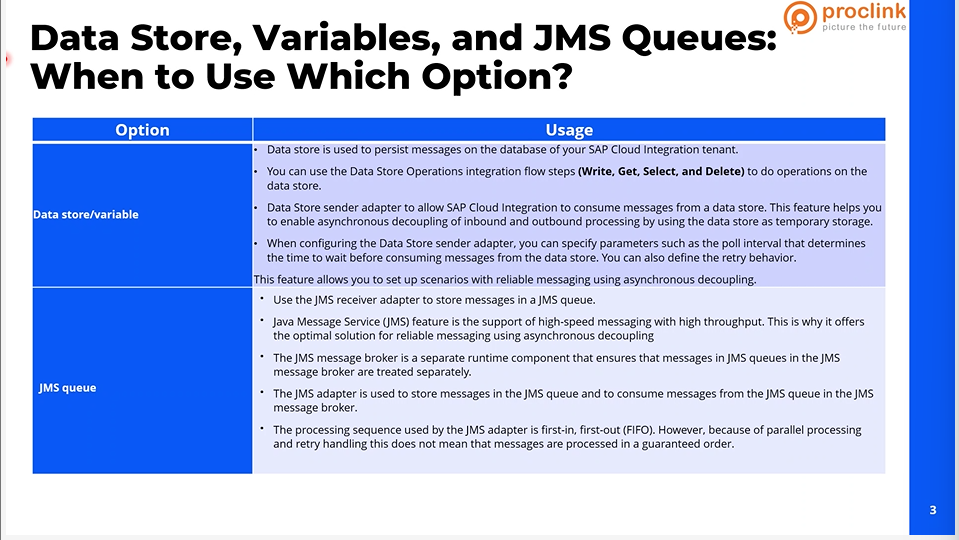 proclink
picture the future
Data Store, Variables, and JMS Queues:
When to Use Which Option?
Option
Usage
Data store/variable
• Data store is used to persist messages on the database of your SAP Cloud Integration tenant.
• You can use the Data Store Operations integration flow steps (Write, Get, Select, and Delete) to do operations on the
data store.
• Data Store sender adapter to allow SAP Cloud Integration to consume messages from a data store. This feature helps you
to enable asynchronous decoupling of inbound and outbound processing by using the data store as temporary storage.
• When configuring the Data Store sender adapter, you can specify parameters such as the poll interval that determines
the time to wait before consuming messages from the data store. You can also define the retry behavior.
This feature allows you to set up scenarios with reliable messaging using asynchronous decoupling.
JMS queue
• Use the JMS receiver adapter to store messages in a JMS queue.
• Java Message Service (JMS) feature is the support of high-speed messaging with high throughput. This is why it offers
the optimal solution for reliable messaging using asynchronous decoupling
• The JMS message broker is a separate runtime component that ensures that messages in JMS queues in the JMS
message broker are treated separately.
• The JMS adapter is used to store messages in the JMS queue and to consume messages from the JMS queue in the JMS
message broker.
• The processing sequence used by the JMS adapter is first-in, first-out (FIFO). However, because of parallel processing
and retry handling this does not mean that messages are processed in a guaranteed order.
3